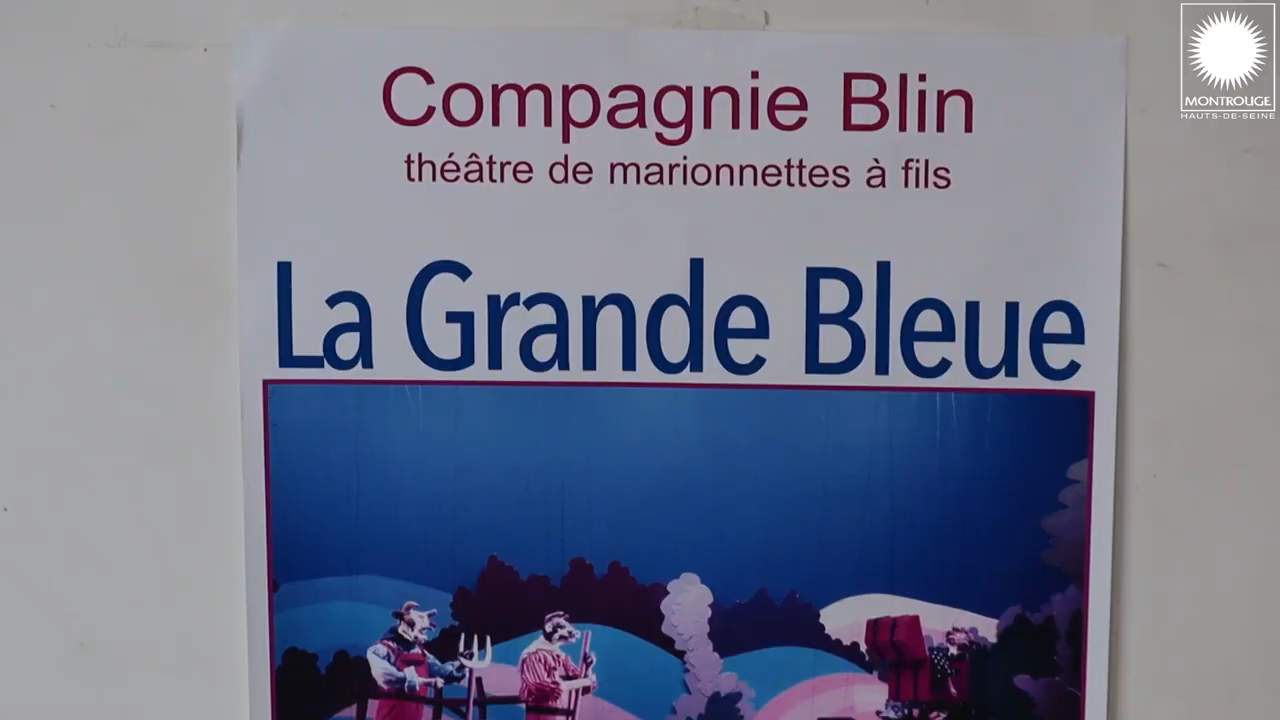 Compagnie Blin
théâtre de marionnettes à fils
La Grande Bleue
MONTROUGE
HAUTS-DE-SEINE